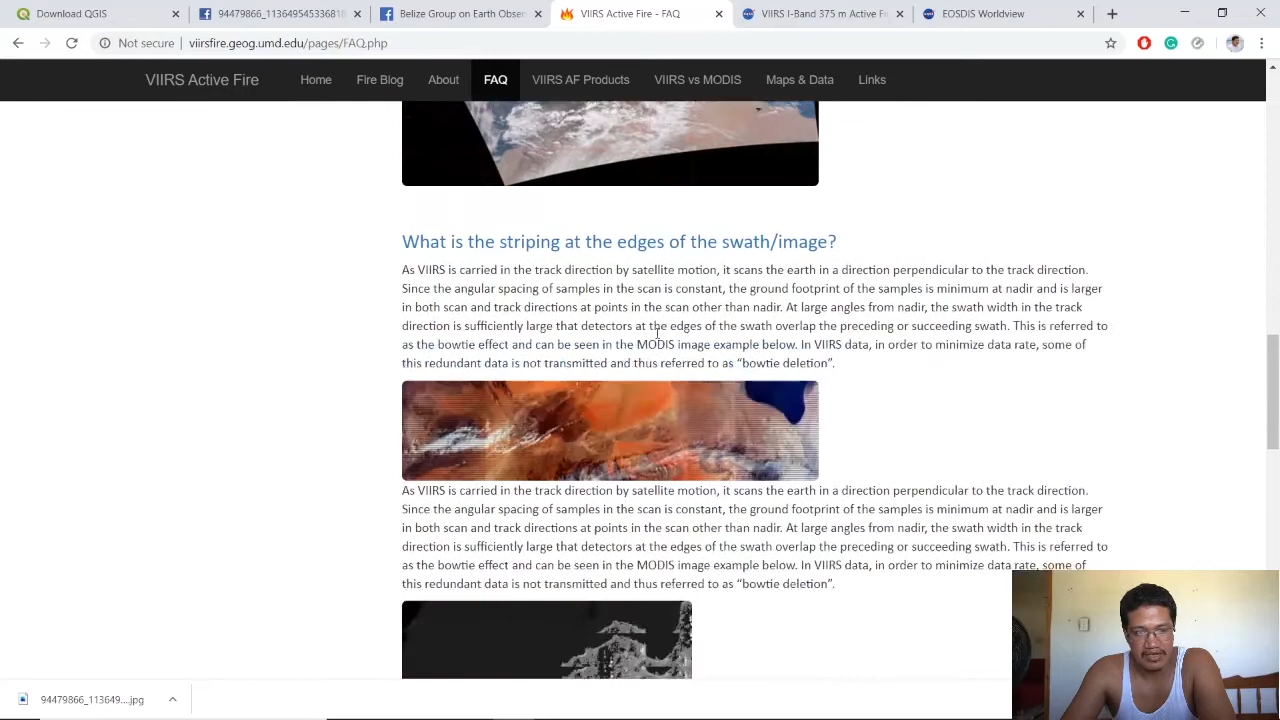 Download QGIS
94479866_11364954533681
Belize Group on Earth Obser
VIIRS Active Fire - FAQ
VIIRS I-Band 375 m Active Fi
EOSDIS Worldview
Not secure
viirsfire.geog.umd.edu/pages/FAQ.php
VIIRS Active Fire
Home
Fire Blog
About
FAQ
VIIRS AF Products
VIIRS vs MODIS
Maps & Data
Links
What is the striping at the edges of the swath/image?
As VIIRS is carried in the track direction by satellite motion, it scans the earth in a direction perpendicular to the track direction.
Since the angular spacing of samples in the scan is constant, the ground footprint of the samples is minimum at nadir and is larger
in both scan and track directions at points in the scan other than nadir. At large angles from nadir, the swath width in the track
direction is sufficiently large that detectors at the edges of the swath overlap the preceding or succeeding swath. This is referred to
as the bowtie effect and can be seen in the MODIS image example below. In VIIRS data, in order to minimize data rate, some of
this redundant data is not transmitted and thus referred to as “bowtie deletion”.
As VIIRS is carried in the track direction by satellite motion, it scans the earth in a direction perpendicular to the track direction.
Since the angular spacing of samples in the scan is constant, the ground footprint of the samples is minimum at nadir and is larger
in both scan and track directions at points in the scan other than nadir. At large angles from nadir, the swath width in the track
direction is sufficiently large that detectors at the edges of the swath overlap the preceding or succeeding swath. This is referred to
as the bowtie effect and can be seen in the MODIS image example below. In VIIRS data, in order to minimize data rate, some of
this redundant data is not transmitted and thus referred to as “bowtie deletion”.
94479866_113649....jpg